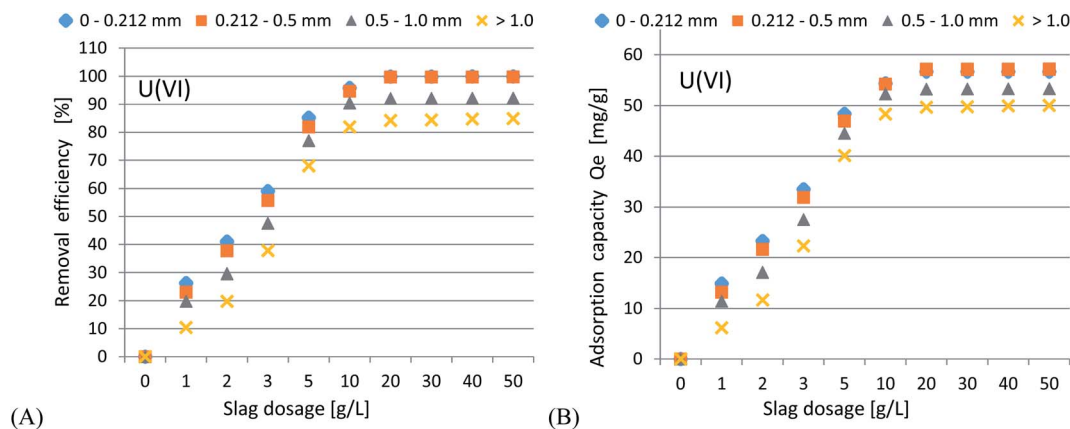 0 - 0.212 mm 0.212 - 0.5 mm 0.5 - 1.0 mm > 1.0
110
100
90
80
70
60
50
40
30
20
10
0
Removal efficiency [%]
U(VI)
0 1 2 3 5 10 20 30 40 50
Slag dosage [g/L]
(A)
0 - 0.212 mm 0.212 - 0.5 mm 0.5 - 1.0 mm > 1.0
60
50
40
30
20
10
0
Adsorption capacity Qe [mg/g]
U(VI)
0 1 2 3 5 10 20 30 40 50
Slag dosage [g/L]
(B)